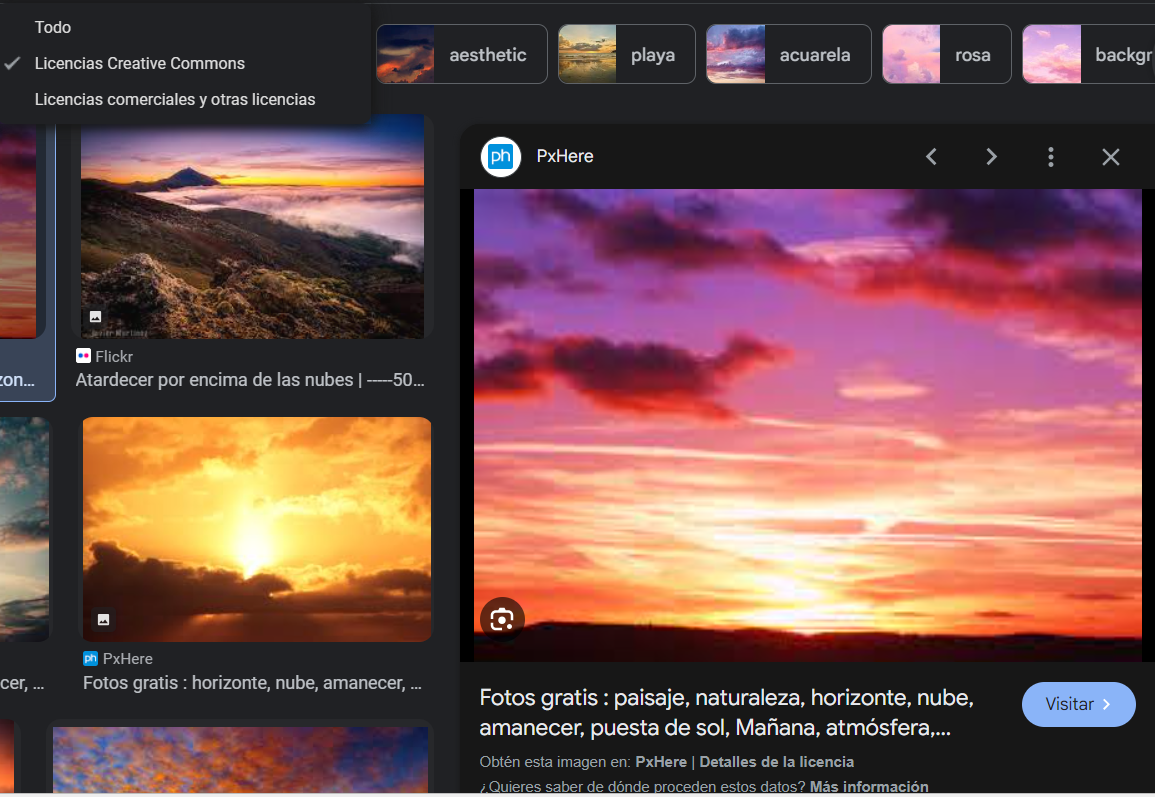 Todo
Licencias Creative Commons
Licencias comerciales y otras licencias
aesthetic
playa
acuarela
rosa
backgr
zon...
Javier Martinez
Flickr
Atardecer por encima de las nubes | -----50...
cer, ...
ph PxHere
Fotos gratis : horizonte, nube, amanecer, ...
ph PxHere
Fotos gratis : paisaje, naturaleza, horizonte, nube,
amanecer, puesta de sol, Mañana, atmósfera,...
Visitar
Obtén esta imagen en: PxHere | Detalles de la licencia
¿Quieres saber de dónde proceden estos datos? Más información